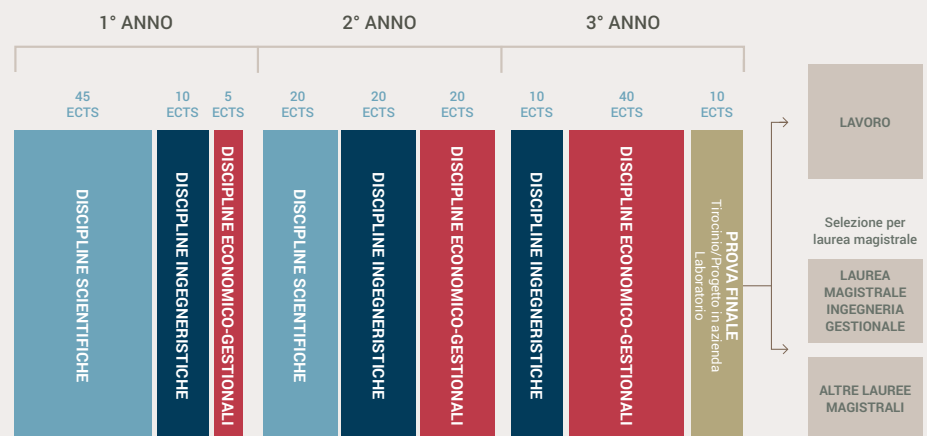 1° ANNO
2° ANNO
3° ANNO
45
ECTS
10
ECTS
5
ECTS
20
ECTS
20
ECTS
20
ECTS
10
ECTS
40
ECTS
10
ECTS
DISCIPLINE SCIENTIFICHE
DISCIPLINE INGEGNERISTICHE
DISCIPLINE ECONOMICO-GESTIONALI
DISCIPLINE SCIENTIFICHE
DISCIPLINE INGEGNERISTICHE
DISCIPLINE ECONOMICO-GESTIONALI
DISCIPLINE INGEGNERISTICHE
DISCIPLINE ECONOMICO-GESTIONALI
PROVA FINALE
Tirocinio/Progetto in azienda
Laboratorio
LAVORO
Selezione per
laurea magistrale
LAUREA
MAGISTRALE
INGEGNERIA
GESTIONALE
ALTRE LAUREE
MAGISTRALI